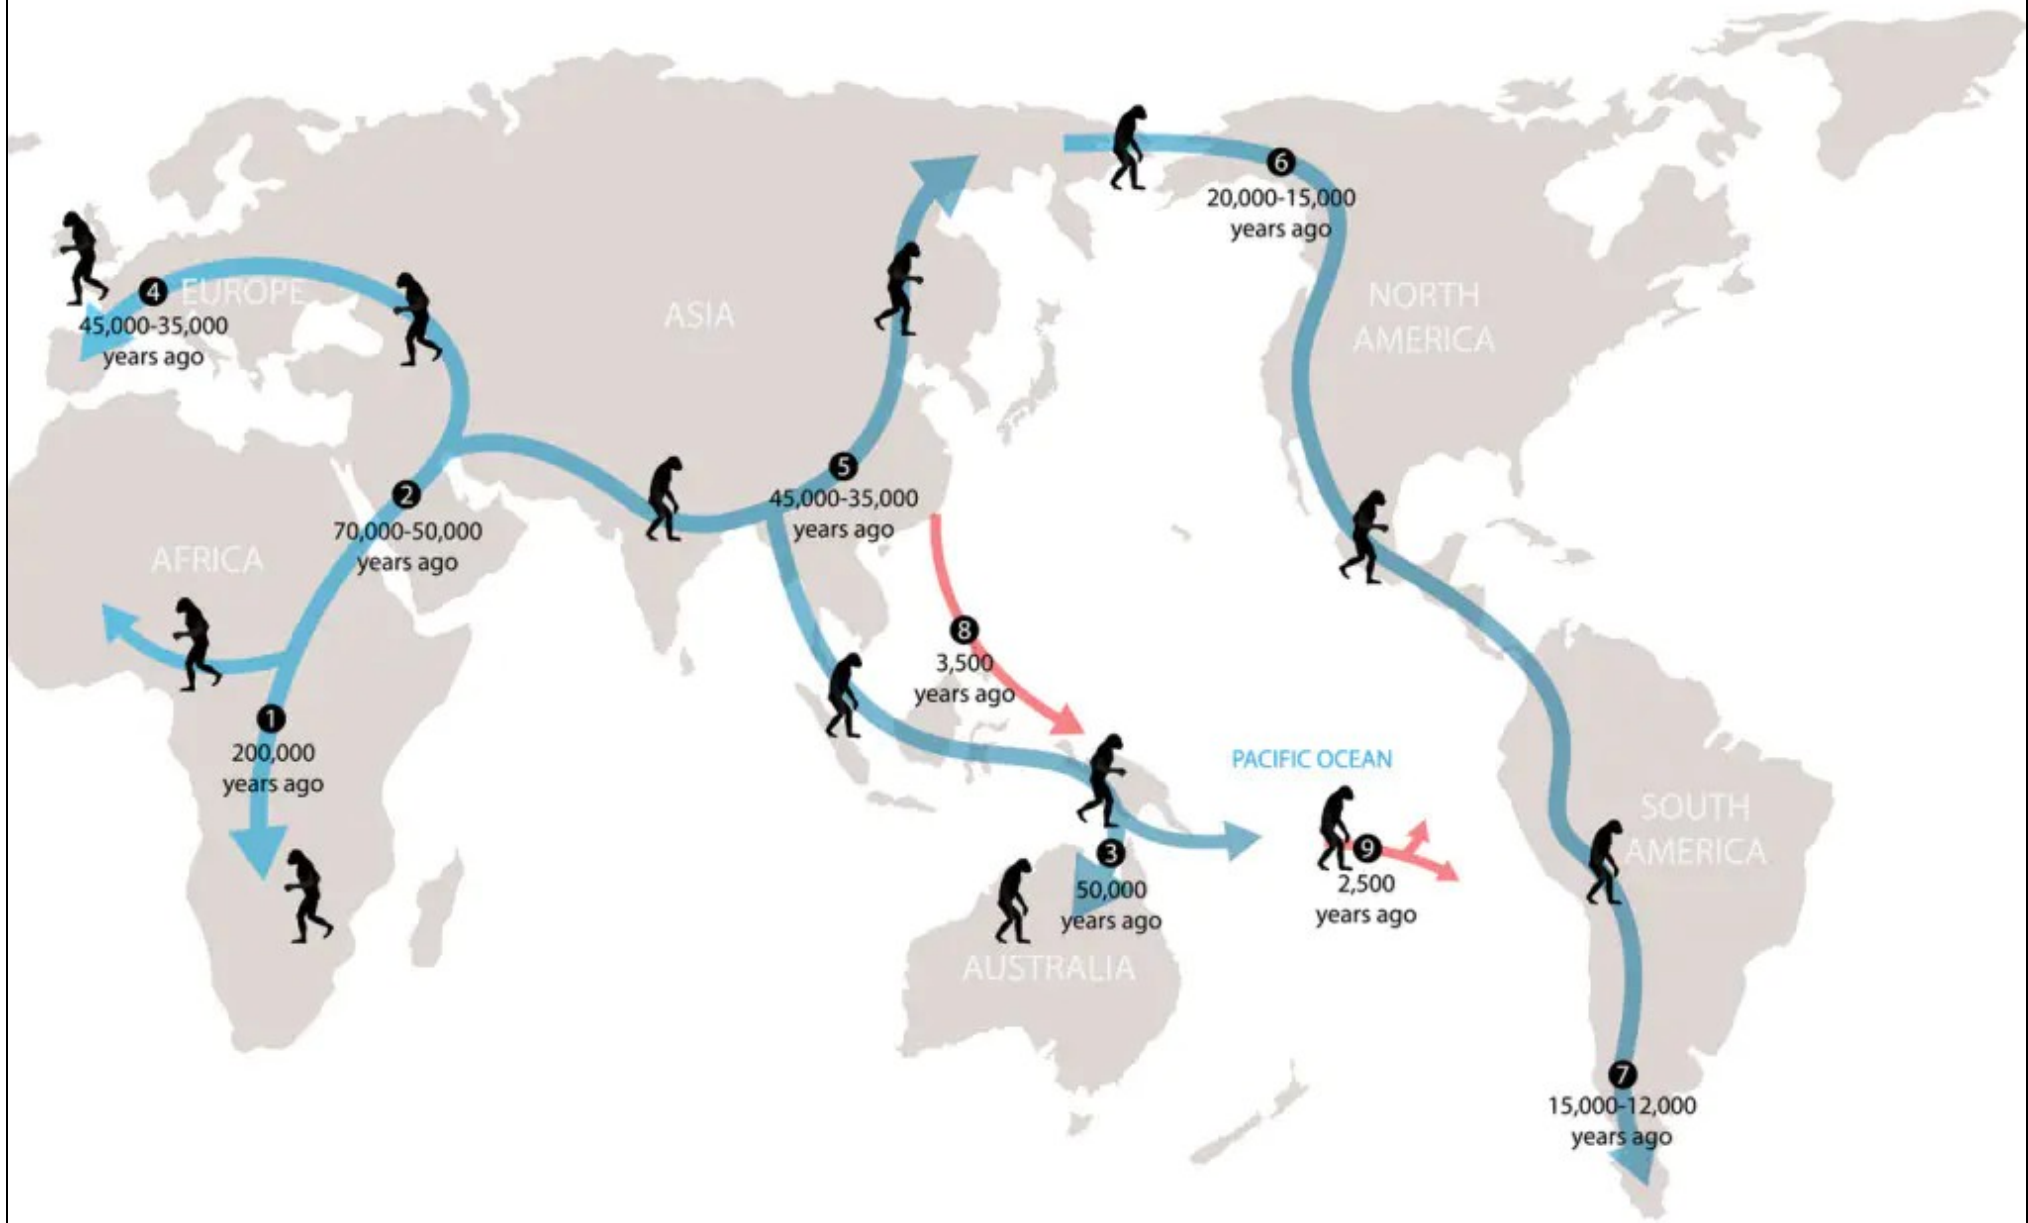 6
20,000-15,000
years ago
4
EUROPE
45,000-35,000
years ago
ASIA
NORTH
AMERICA
5
45,000-35,000
years ago
2
70,000-50,000
years ago
AFRICA
8
3,500
years ago
1
200,000
years ago
PACIFIC OCEAN
SOUTH
AMERICA
3
50,000
years ago
9
2,500
years ago
AUSTRALIA
7
15,000-12,000
years ago